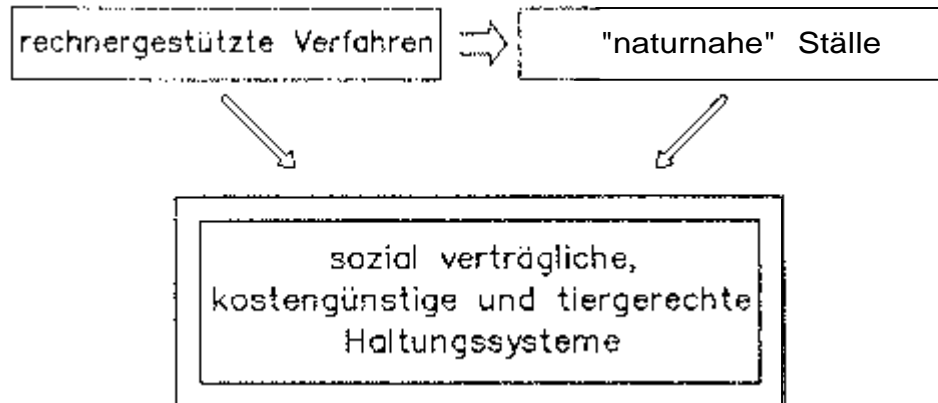 rechnergestützte Verfahren
"naturnahe" Ställe
sozial verträgliche,
kostengünstige und tiergerechte
Haltungssysteme